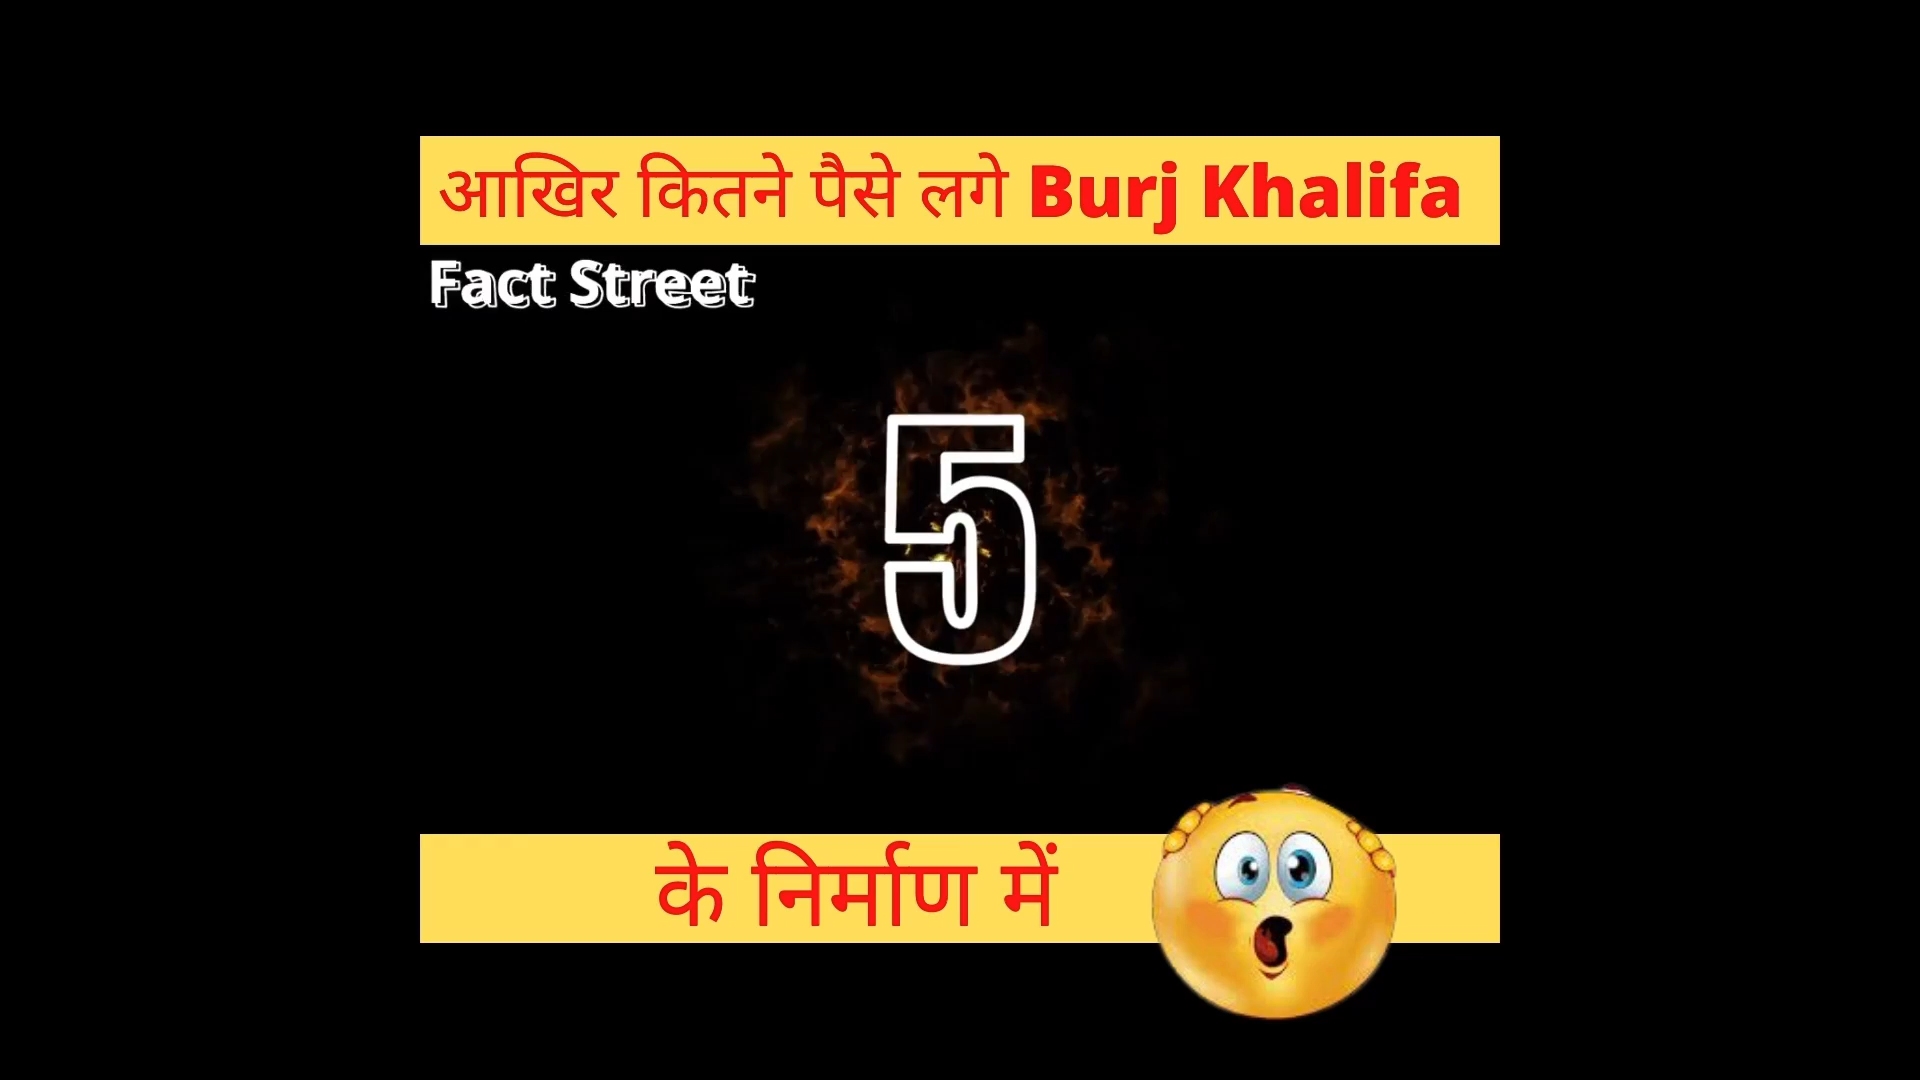 आखिर कितने पैसे लगे Burj Khalifa
Fact Street
5
के निर्माण में